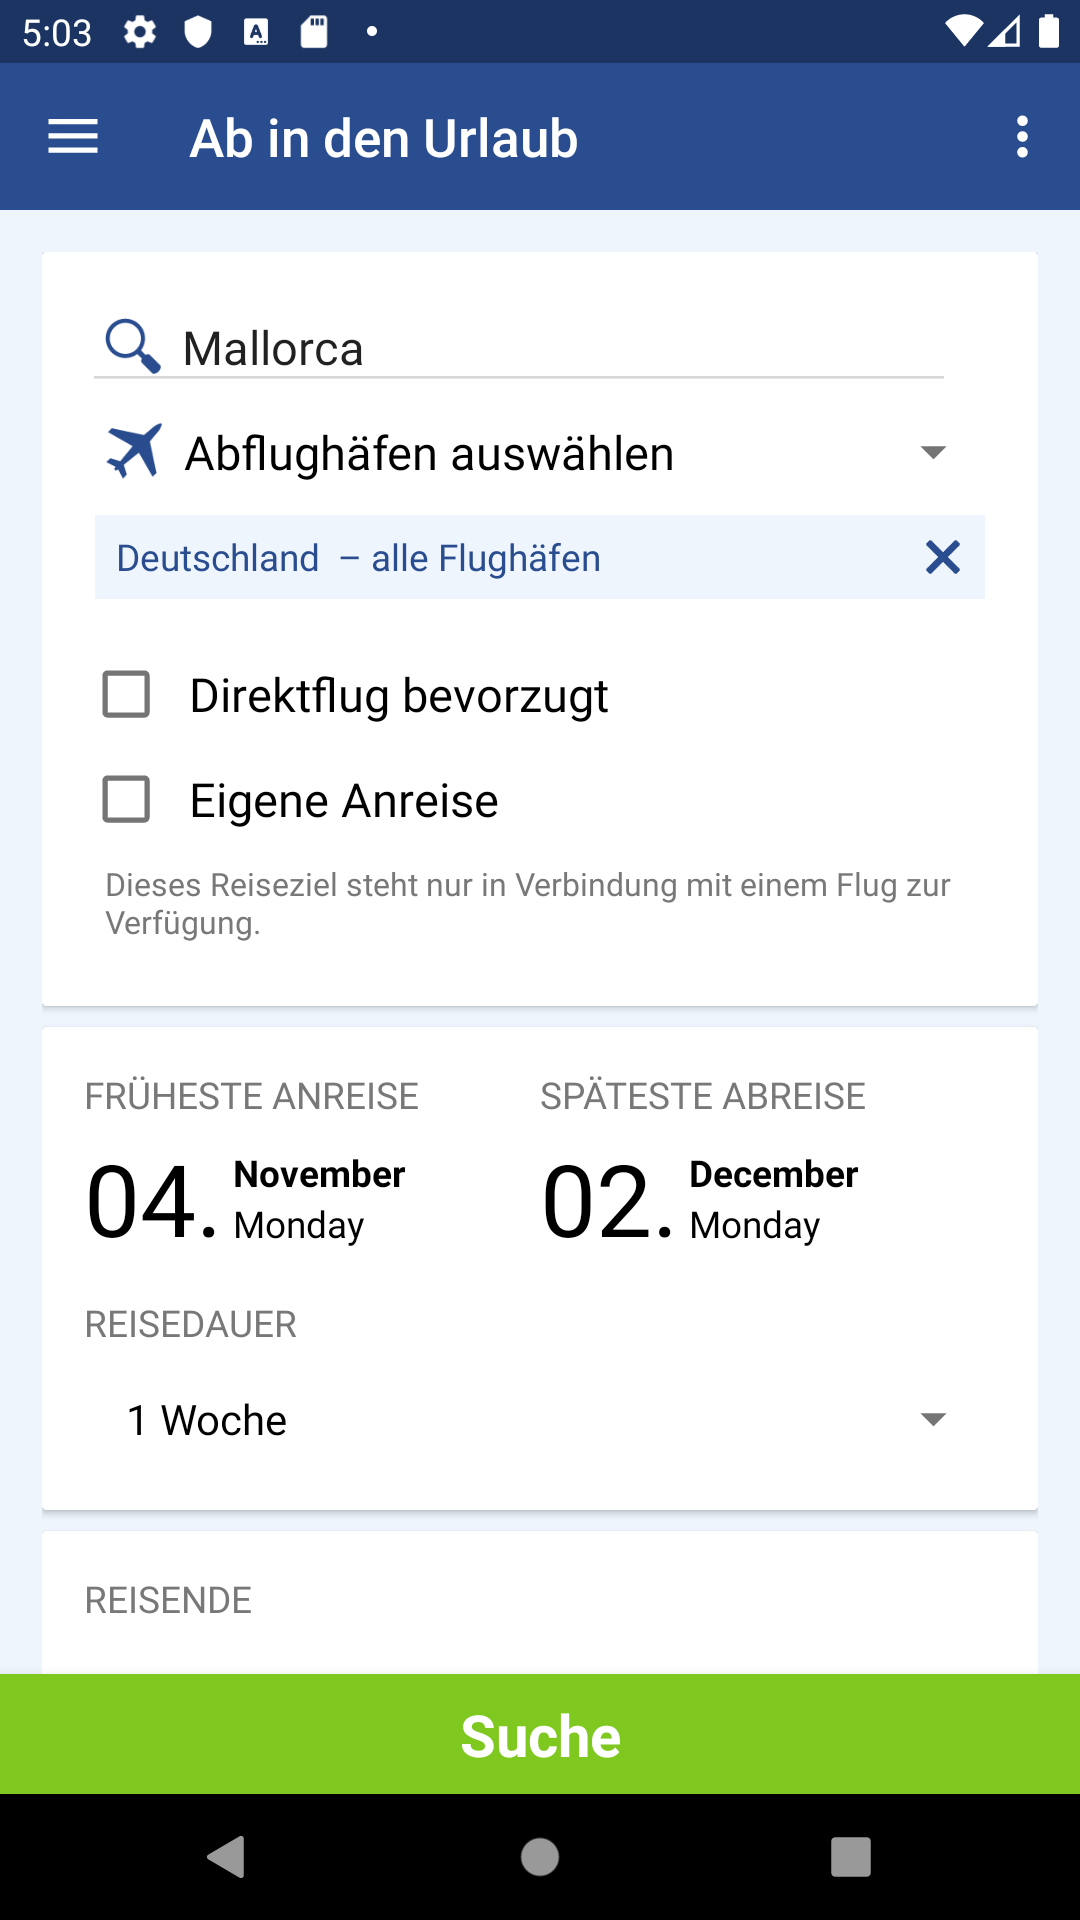 5:03
Ab in den Urlaub
Mallorca
Abflughäfen auswählen
Deutschland – alle Flughäfen
Direktflug bevorzugt
Eigene Anreise
Dieses Reiseziel steht nur in Verbindung mit einem Flug zur
Verfügung.
FRÜHESTE ANREISE SPÄTESTE ABREISE
04. November Monday 02. December Monday
REISEDAUER
1 Woche
REISENDE
Suche